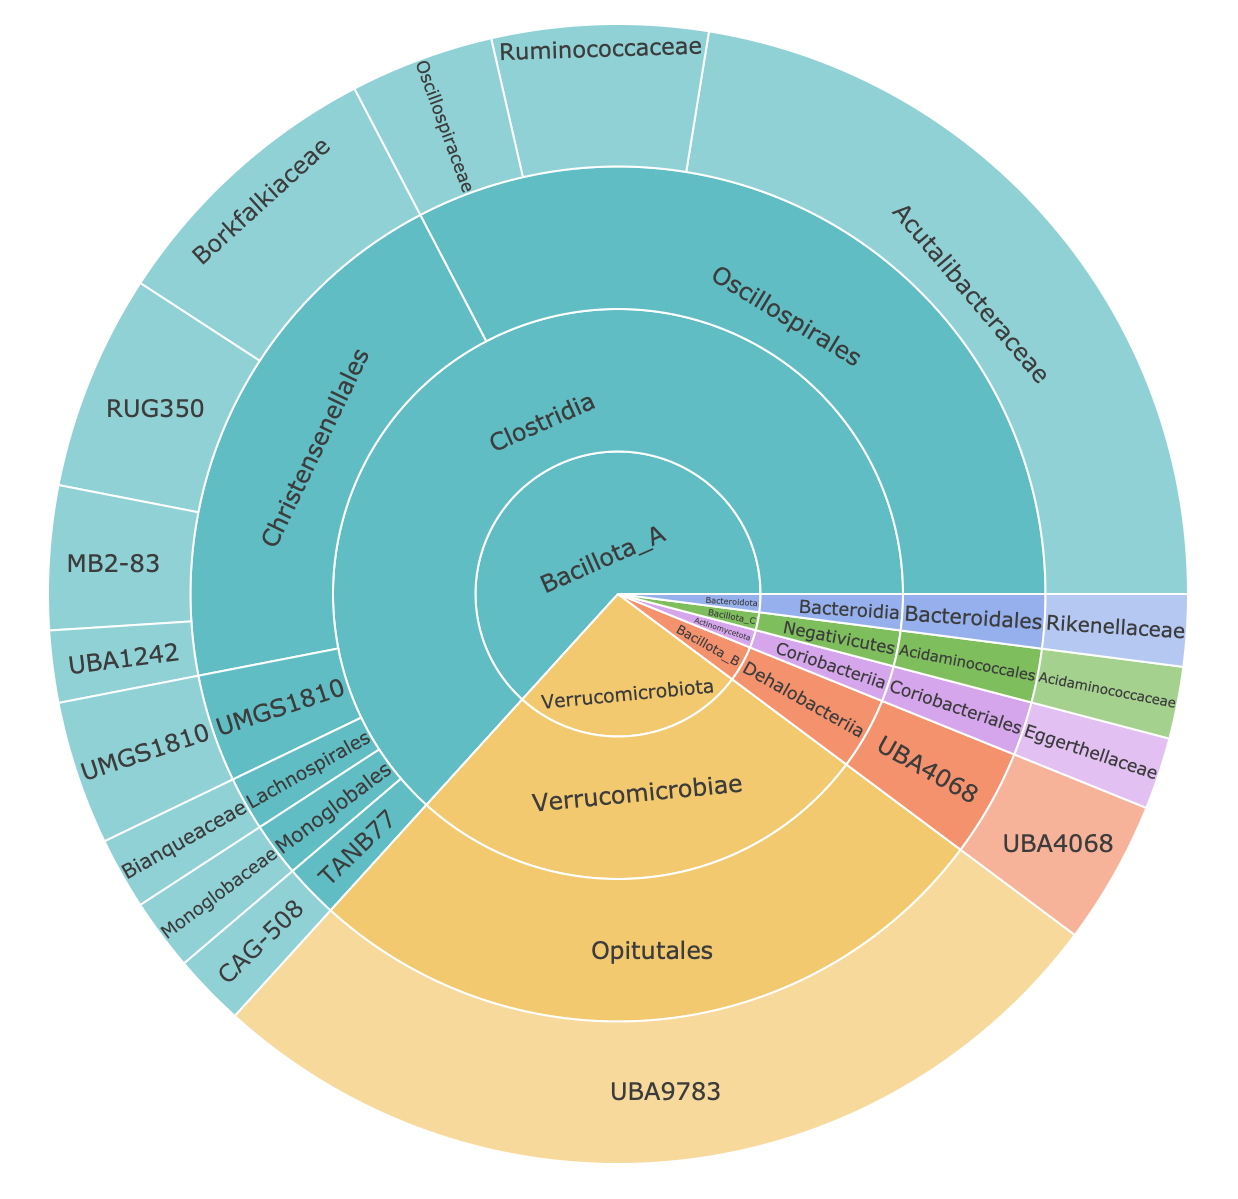 Ruminococcaceae
Oscillospiraceae
Borkfalkiaceae
Acutalibacteraceae
Oscillospirales
Christensenellales
RUG350
Clostridia
MB2-83
Bacillota_A
UBA1242
Bacteroidota
Bacteroidia
Bacteroidales
Rikenellaceae
Bacillota_C
Negativicutes
Acidaminococcales
Acidaminococcaceae
Actinomycetota
Coriobacteriia
Coriobacteriales
Eggerthellaceae
Bacillota_B
Dehalobacteriia
UBA4068
UBA4068
UMGS1810
UMGS1810
Verrucomicrobiota
Lachnospirales
Bianqueaceae
Monoglobales
Monoglobaceae
TANB77
CAG-508
Verrucomicrobiae
Opitutales
UBA9783